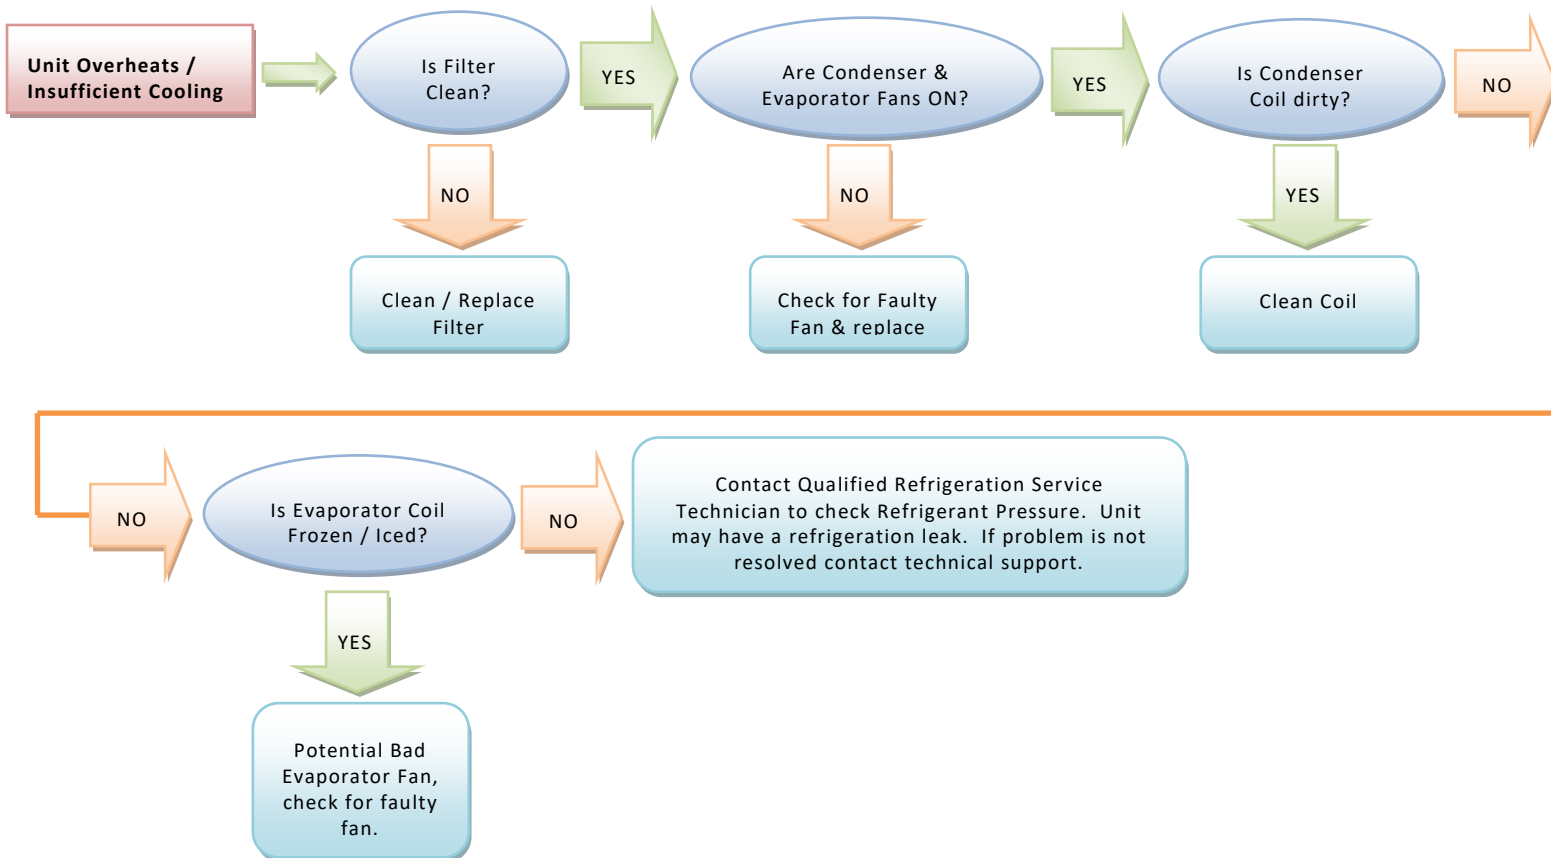 Unit Overheats /
Insufficient Cooling
Is Filter
Clean?
YES
Are Condenser &
Evaporator Fans ON?
YES
Is Condenser
Coil dirty?
NO
NO
NO
YES
Clean / Replace
Filter
Check for Faulty
Fan & replace
Clean Coil
NO
Is Evaporator Coil
Frozen / Iced?
NO
Contact Qualified Refrigeration Service
Technician to check Refrigerant Pressure.  Unit
may have a refrigeration leak.  If problem is not
resolved contact technical support.
YES
Potential Bad
Evaporator Fan,
check for faulty
fan.